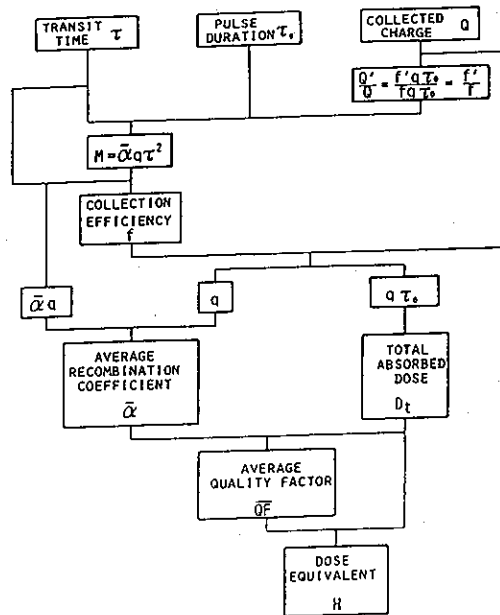 TRANSIT
TIME τ
PULSE
DURATION τ₀
COLLECTED
CHARGE Q
Q'/Q = f'qτ₀/fqτ₀ = f'/f
M = ᾱqτ²
COLLECTION
EFFICIENCY
f
ᾱq
q
qτ₀
AVERAGE
RECOMBINATION
COEFFICIENT
ᾱ
TOTAL
ABSORBED
DOSE
Dt
AVERAGE
QUALITY FACTOR
Q̅F̅
DOSE
EQUIVALENT
H